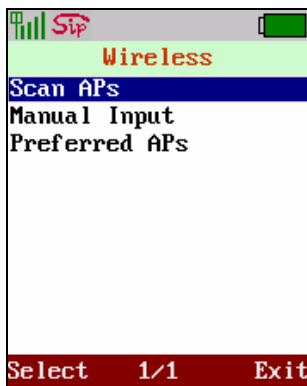 Sip
Wireless
Scan APs
Manual Input
Preferred APs
Select 1/1 Exit